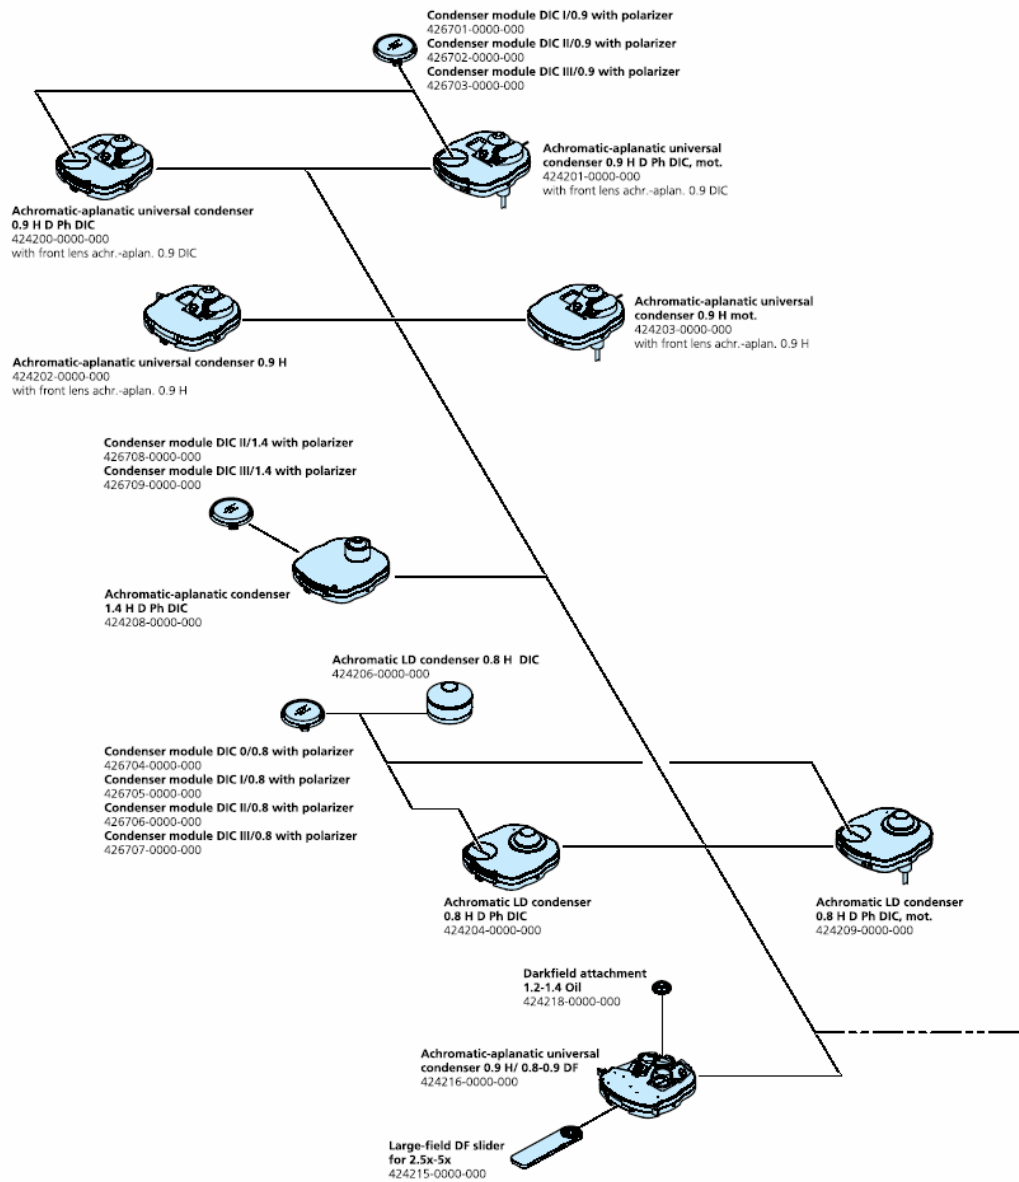 Condenser module DIC I/0.9 with polarizer
426701-0000-000
Condenser module DIC II/0.9 with polarizer
426702-0000-000
Condenser module DIC III/0.9 with polarizer
426703-0000-000
Achromatic-aplanatic universal
condenser 0.9 H D Ph DIC, mot.
424201-0000-000
with front lens achr.-aplan. 0.9 DIC
Achromatic-aplanatic universal condenser
0.9 H D Ph DIC
424200-0000-000
with front lens achr.-aplan. 0.9 DIC
Achromatic-aplanatic universal
condenser 0.9 H mot.
424203-0000-000
with front lens achr.-aplan. 0.9 H
Achromatic-aplanatic universal condenser 0.9 H
424202-0000-000
with front lens achr.-aplan. 0.9 H
Condenser module DIC II/1.4 with polarizer
426708-0000-000
Condenser module DIC III/1.4 with polarizer
426709-0000-000
Achromatic-aplanatic condenser
1.4 H D Ph DIC
424208-0000-000
Achromatic LD condenser 0.8 H DIC
424206-0000-000
Condenser module DIC 0/0.8 with polarizer
426704-0000-000
Condenser module DIC I/0.8 with polarizer
426705-0000-000
Condenser module DIC II/0.8 with polarizer
426706-0000-000
Condenser module DIC III/0.8 with polarizer
426707-0000-000
Achromatic LD condenser
0.8 H D Ph DIC
424204-0000-000
Achromatic LD condenser
0.8 H D Ph DIC, mot.
424209-0000-000
Darkfield attachment
1.2-1.4 Oil
424218-0000-000
Achromatic-aplanatic universal
condenser 0.9 H/ 0.8-0.9 DF
424216-0000-000
Large-field DF slider
for 2.5x-5x
424215-0000-000